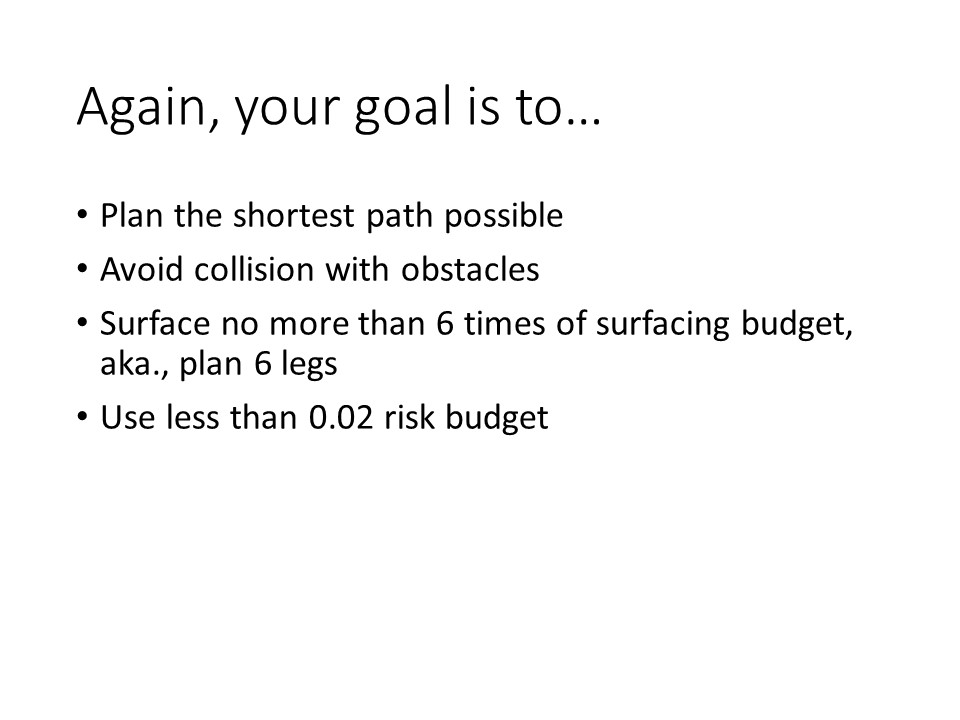 Again, your goal is to…
• Plan the shortest path possible
• Avoid collision with obstacles
• Surface no more than 6 times of surfacing budget,
aka., plan 6 legs
• Use less than 0.02 risk budget